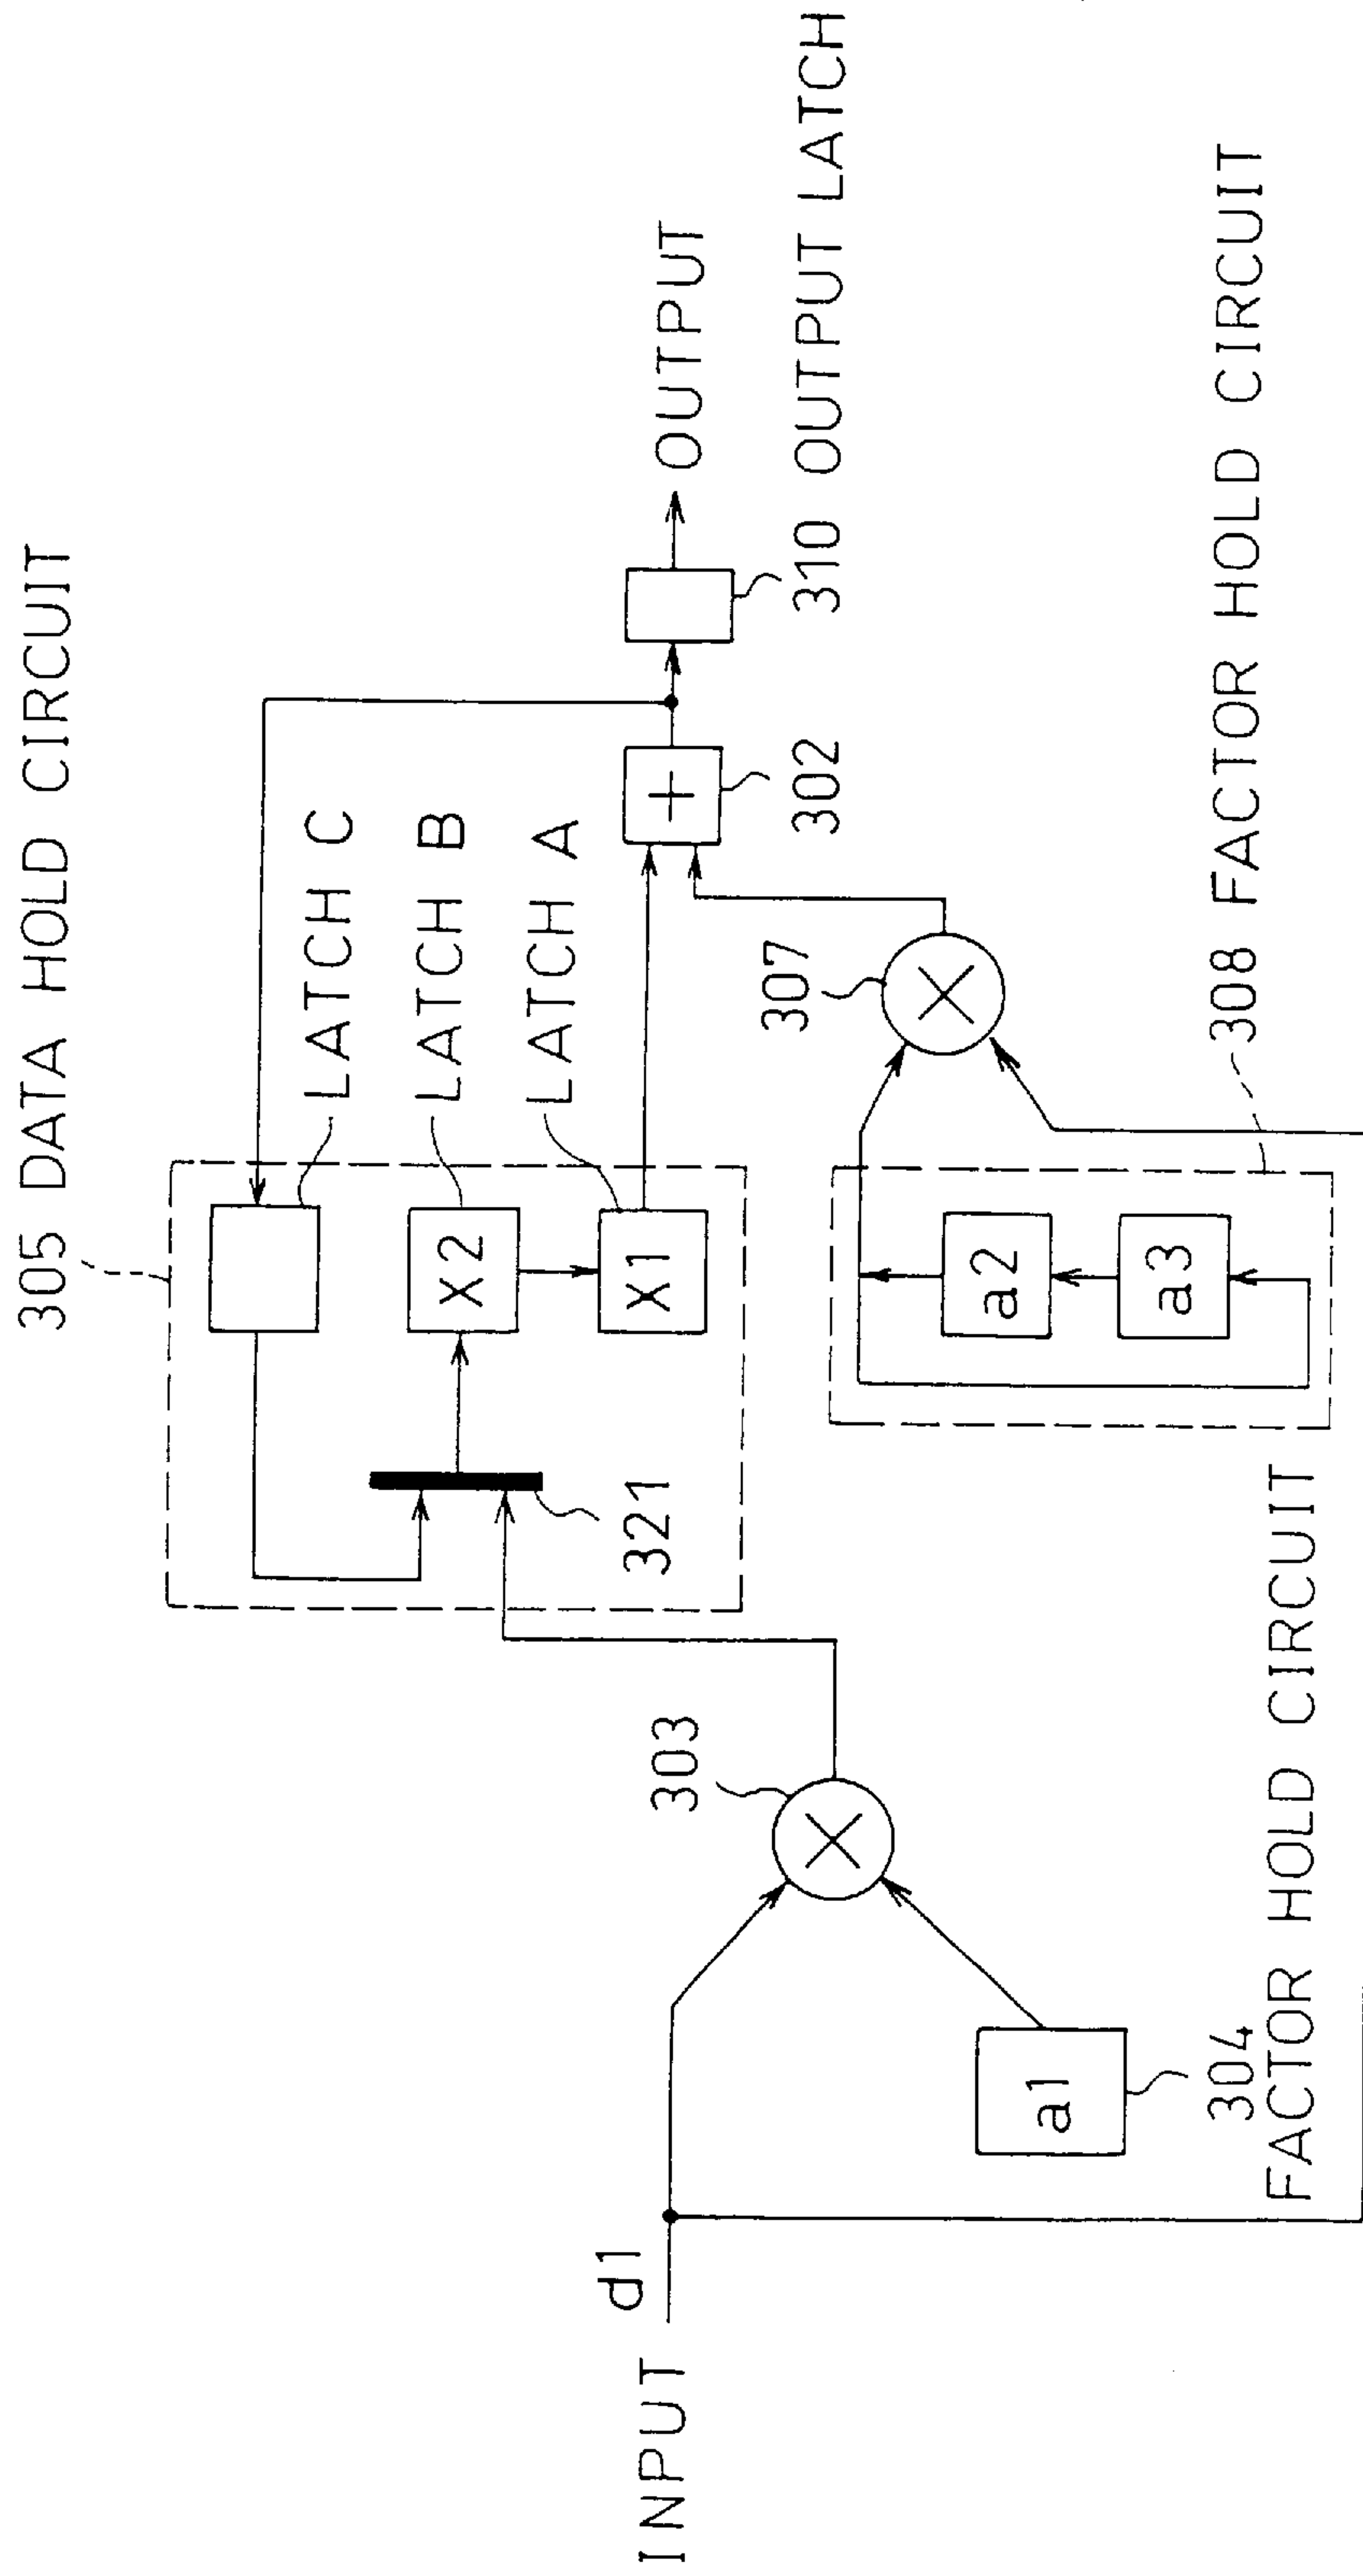 305 DATA HOLD CIRCUIT
LATCH C
LATCH B
LATCH A
X2
X1
321
OUTPUT
310 OUTPUT LATCH
+
302
307
308 FACTOR HOLD CIRCUIT
a2
a3
303
INPUT
d1
a1
304
FACTOR HOLD CIRCUIT